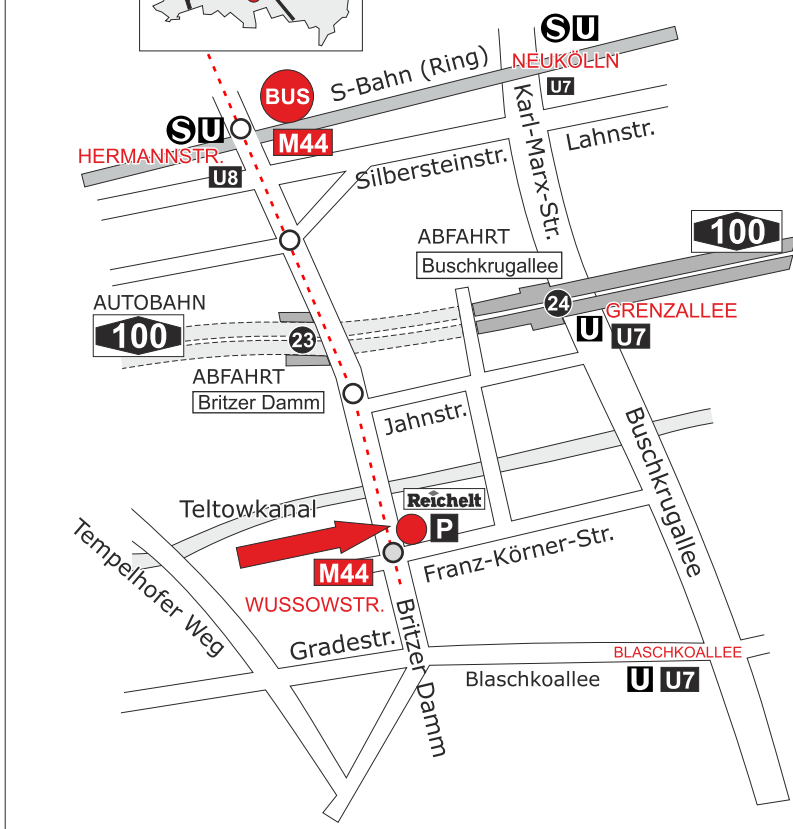 S U
NEUKÖLLN
U7
S-Bahn (Ring)
BUS
M44
S U
HERMANNSTR.
U8
Karl-Marx-Str.
Lahnstr.
Silbersteinstr.
100
ABFAHRT
Buschkrugallee
24
GRENZALLEE
U U7
AUTOBAHN
100
23
ABFAHRT
Britzer Damm
Jahnstr.
Buschkrugallee
Reichelt
P
Teltowkanal
Tempelhofer Weg
M44
WUSSOWSTR.
Franz-Körner-Str.
Britzer Damm
Gradestr.
BLASCHKOALLEE
Blaschkoallee
U U7